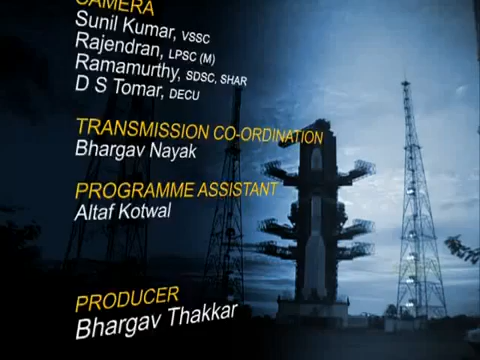 CAMERA
Sunil Kumar, VSSC
Rajendran, LPSC (M)
Ramamurthy, SDSC, SHAR
D S Tomar, DECU
TRANSMISSION CO-ORDINATION
Bhargav Nayak
PROGRAMME ASSISTANT
Altaf Kotwal
PRODUCER
Bhargav Thakkar